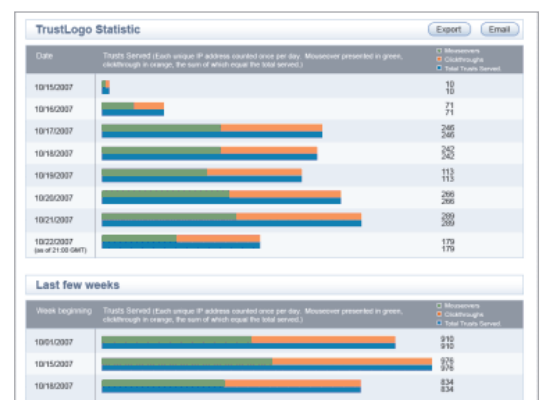 TrustLogo Statistic
Export
Email
Date
Trusts Served (Each unique IP address counted once per day. Mouseover presented in green,
clickthrough in orange, the sum of which equal the total served.)
Mouseovers
Clickthroughs
Total Trusts Served
10/15/2007
10
10
10/16/2007
71
71
10/17/2007
246
246
10/18/2007
242
242
10/19/2007
113
113
10/20/2007
266
266
10/21/2007
289
289
10/22/2007
(as of 21:00 GMT)
179
179
Last few weeks
Week beginning
Trusts Served (Each unique IP address counted once per day. Mouseover presented in green,
clickthrough in orange, the sum of which equal the total served.)
Mouseovers
Clickthroughs
Total Trusts Served
10/01/2007
910
910
10/15/2007
976
976
10/18/2007
834
834